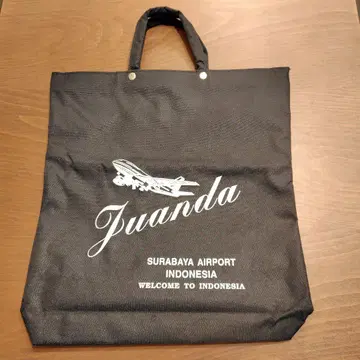 Juanda
SURABAYA AIRPORT
INDONESIA
WELCOME TO INDONESIA